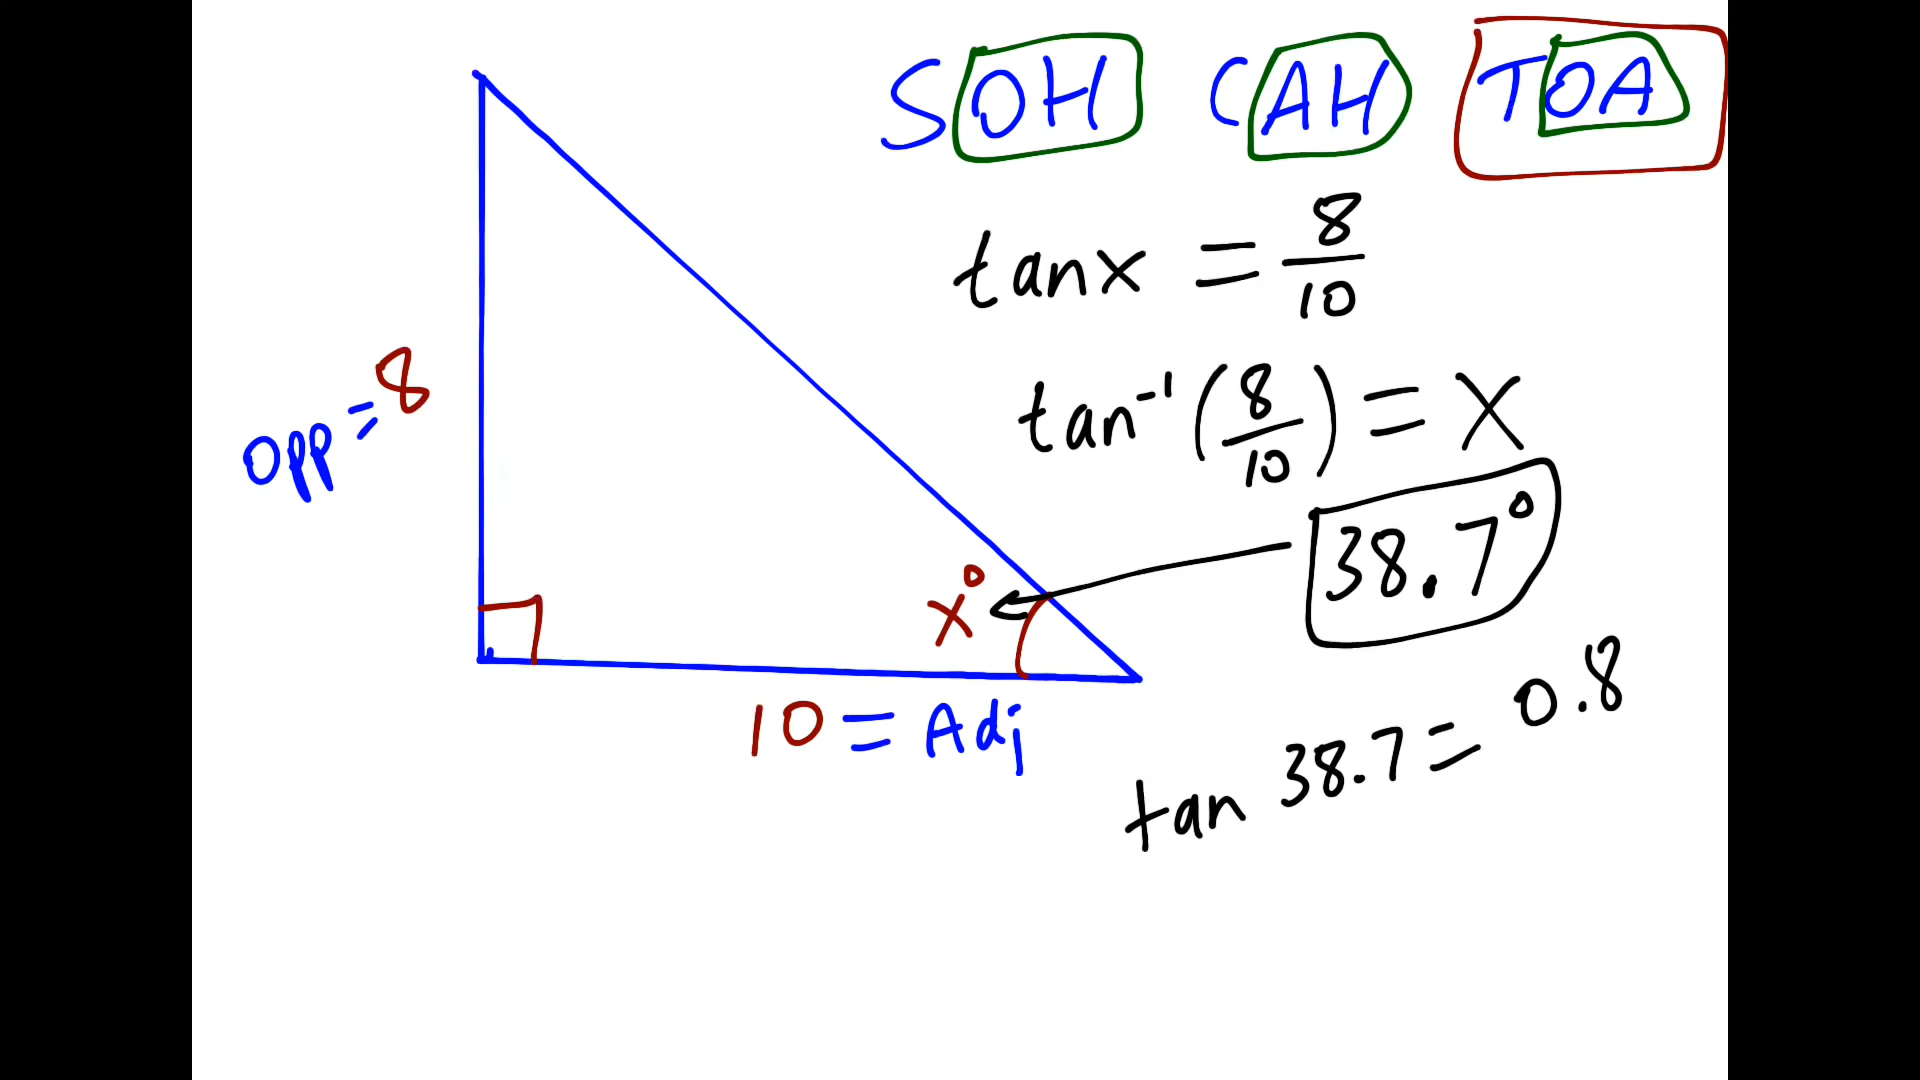 SOH CAH TOA
tanx = 8/10
tan⁻¹(8/10) = x
opp = 8
38.7°
x°
10 = Adj
tan 38.7 = 0.8